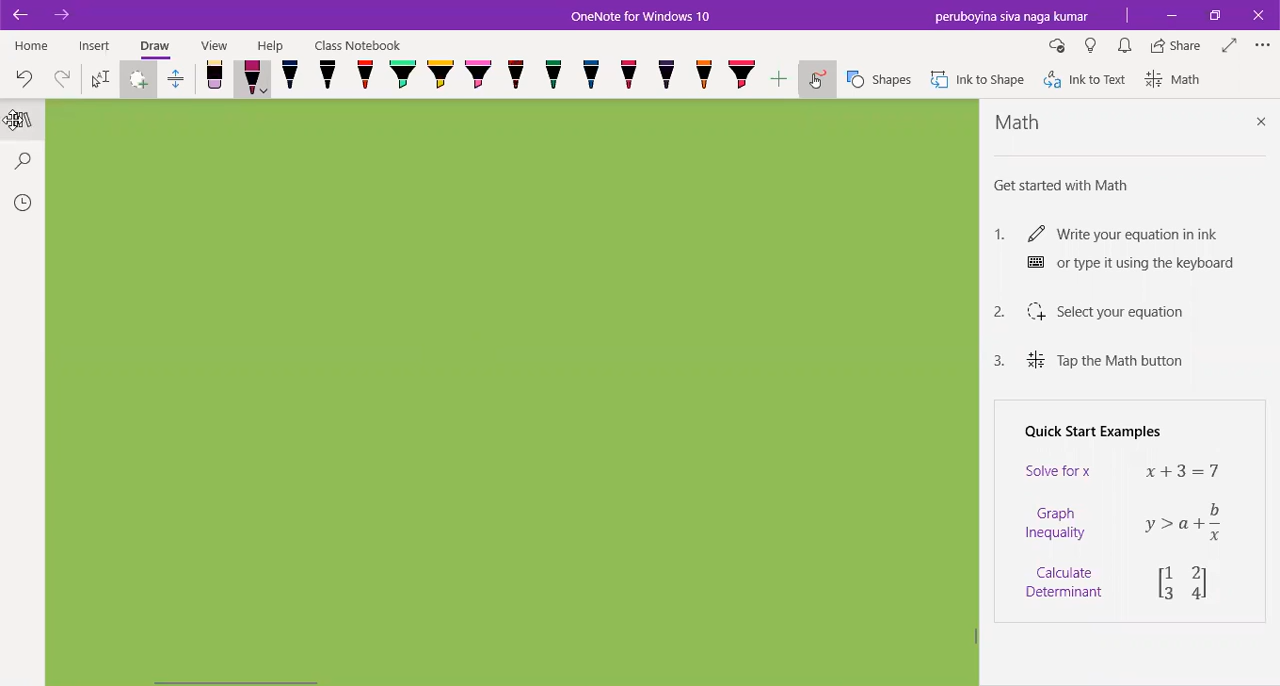 OneNote for Windows 10
peruboyina siva naga kumar
Home Insert Draw View Help Class Notebook Share
Shapes Ink to Shape Ink to Text Math
Math
Get started with Math
1. Write your equation in ink
or type it using the keyboard
2. Select your equation
3. Tap the Math button
Quick Start Examples
Solve for x x + 3 = 7
Graph
Inequality y > a + b/x
Calculate
Determinant [1 2
3 4]